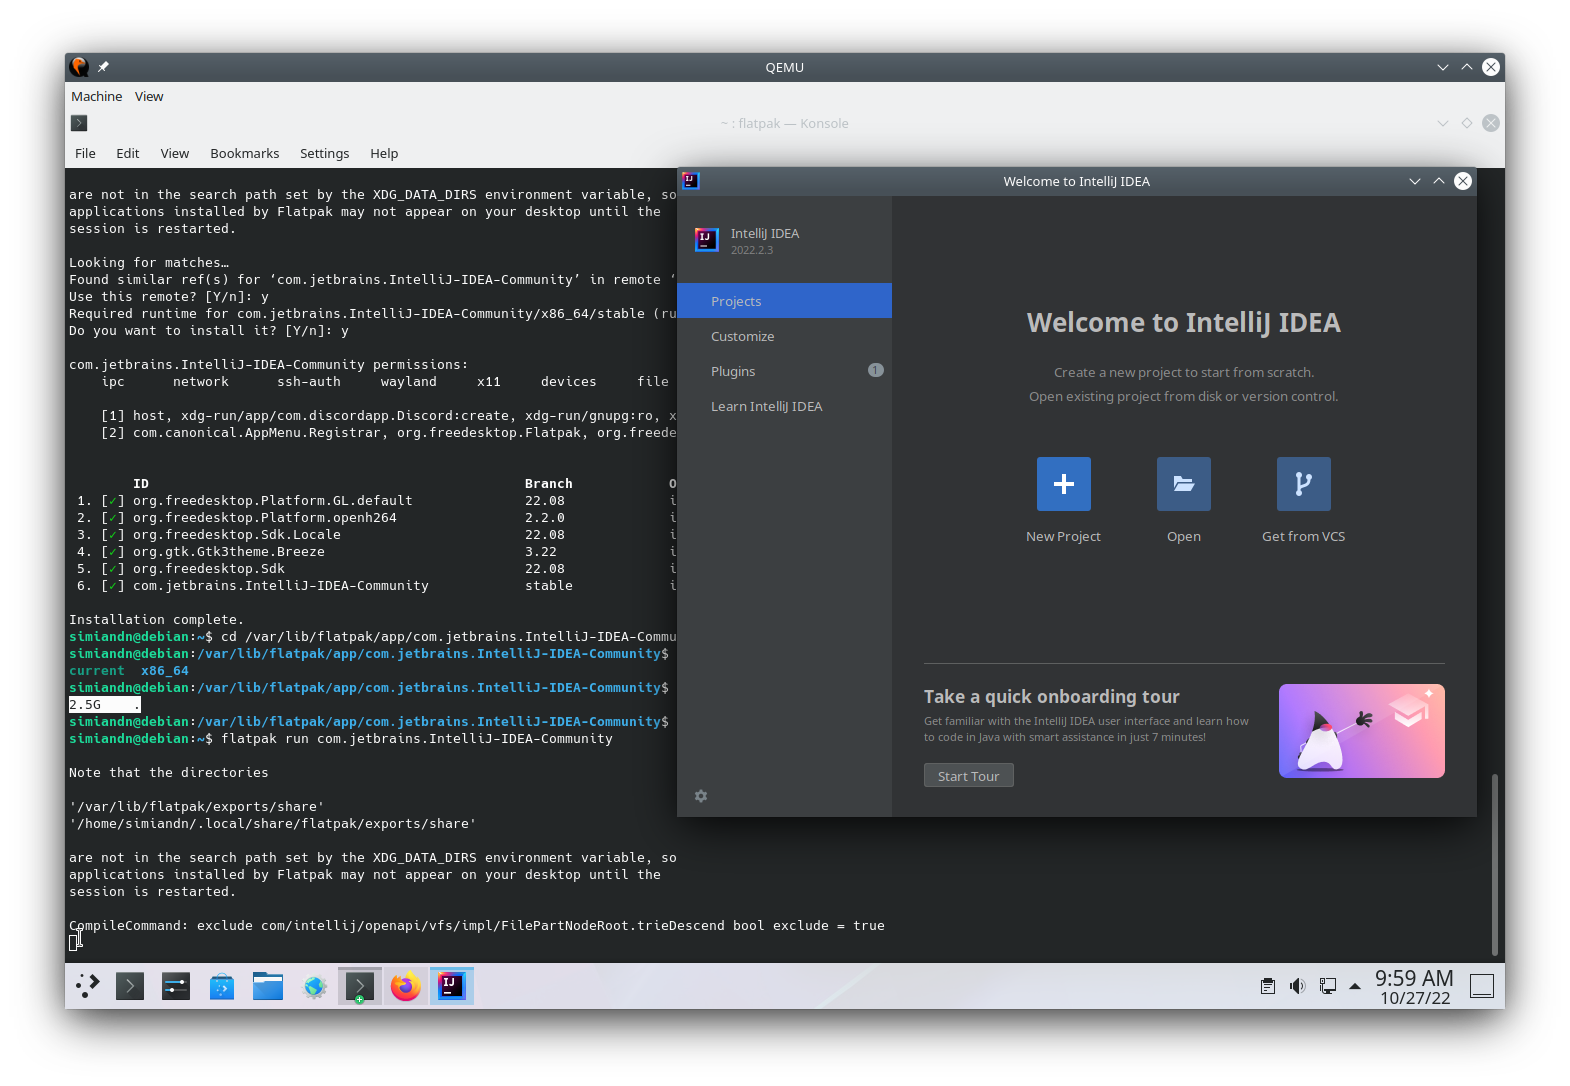 QEMU
Machine View
~ : flatpak — Konsole
File Edit View Bookmarks Settings Help
are not in the search path set by the XDG_DATA_DIRS environment variable, so
applications installed by Flatpak may not appear on your desktop until the
session is restarted.
Looking for matches…
Found similar ref(s) for ‘com.jetbrains.IntelliJ-IDEA-Community’ in remote ‘
Use this remote? [Y/n]: y
Required runtime for com.jetbrains.IntelliJ-IDEA-Community/x86_64/stable (ru
Do you want to install it? [Y/n]: y
com.jetbrains.IntelliJ-IDEA-Community permissions:
ipc network ssh-auth wayland x11 devices file
[1] host, xdg-run/app/com.discordapp.Discord:create, xdg-run/gnupg:ro, x
[2] com.canonical.AppMenu.Registrar, org.freedesktop.Flatpak, org.freede
ID Branch O
1. [✓] org.freedesktop.Platform.GL.default 22.08 i
2. [✓] org.freedesktop.Platform.openh264 2.2.0 i
3. [✓] org.freedesktop.Sdk.Locale 22.08 i
4. [✓] org.gtk.Gtk3theme.Breeze 3.22 i
5. [✓] org.freedesktop.Sdk 22.08 i
6. [✓] com.jetbrains.IntelliJ-IDEA-Community stable i
Installation complete.
simiandn@debian:~$ cd /var/lib/flatpak/app/com.jetbrains.IntelliJ-IDEA-Commu
simiandn@debian:/var/lib/flatpak/app/com.jetbrains.IntelliJ-IDEA-Community$
current x86_64
simiandn@debian:/var/lib/flatpak/app/com.jetbrains.IntelliJ-IDEA-Community$
2.5G .
simiandn@debian:/var/lib/flatpak/app/com.jetbrains.IntelliJ-IDEA-Community$
simiandn@debian:~$ flatpak run com.jetbrains.IntelliJ-IDEA-Community
Note that the directories
'/var/lib/flatpak/exports/share'
'/home/simiandn/.local/share/flatpak/exports/share'
are not in the search path set by the XDG_DATA_DIRS environment variable, so
applications installed by Flatpak may not appear on your desktop until the
session is restarted.
CompileCommand: exclude com/intellij/openapi/vfs/impl/FilePartNodeRoot.trieDescend bool exclude = true
Welcome to IntelliJ IDEA
IJ
IntelliJ IDEA
2022.2.3
Projects
Customize
Plugins 1
Learn IntelliJ IDEA
Welcome to IntelliJ IDEA
Create a new project to start from scratch.
Open existing project from disk or version control.
New Project Open Get from VCS
Take a quick onboarding tour
Get familiar with the IntelliJ IDEA user interface and learn how
to code in Java with smart assistance in just 7 minutes!
Start Tour
IJ
9:59 AM
10/27/22